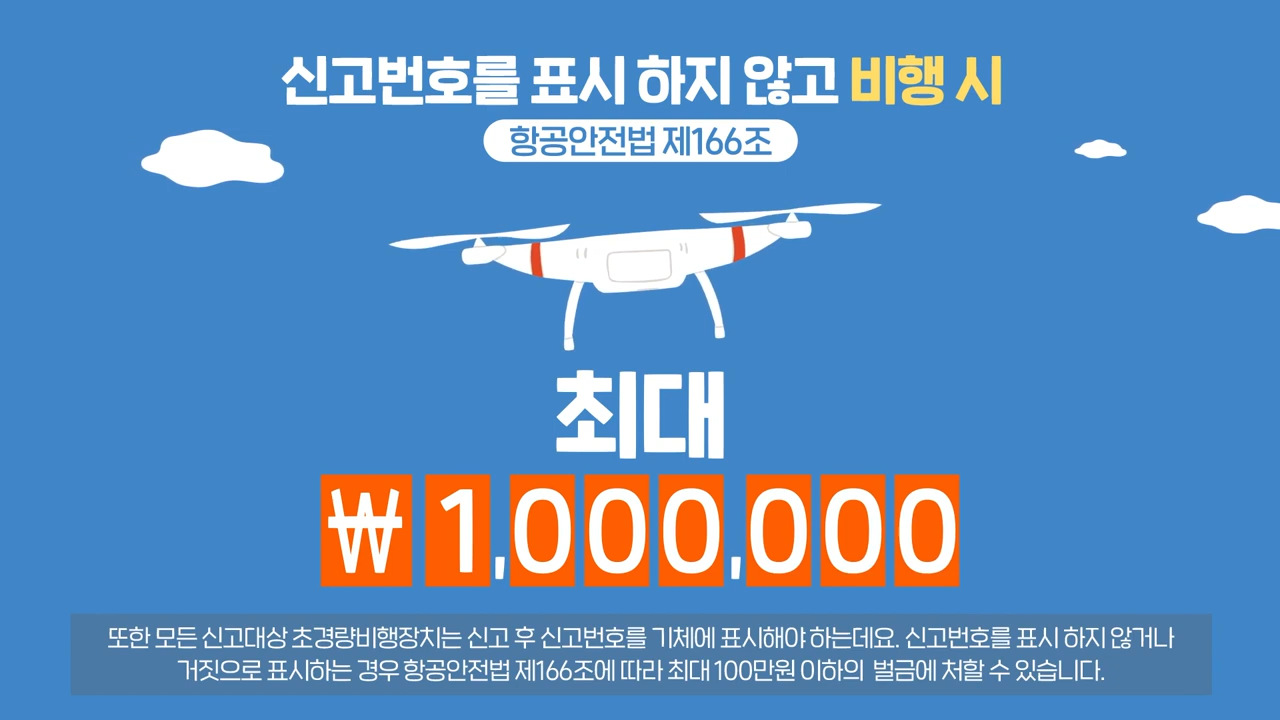 신고번호를 표시 하지 않고 비행 시
항공안전법 제166조
최대
₩ 1,000,000
또한 모든 신고대상 초경량비행장치는 신고 후 신고번호를 기체에 표시해야 하는데요. 신고번호를 표시 하지 않거나
거짓으로 표시하는 경우 항공안전법 제166조에 따라 최대 100만원 이하의 벌금에 처할 수 있습니다.